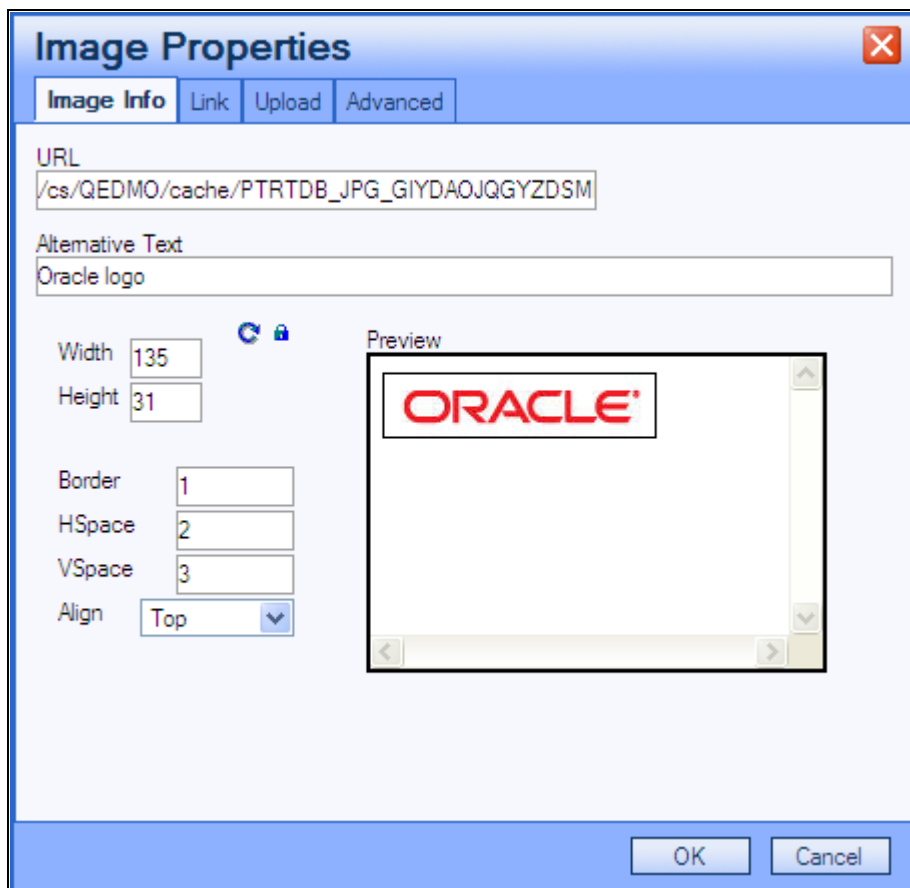 Image Properties
Image Info Link Upload Advanced
URL
/cs/QEDMO/cache/PTRTDB_JPG_GIYDAOJQGYZDSM
Alternative Text
Oracle logo
Width 135
Height 31
Preview
ORACLE
Border 1
HSpace 2
VSpace 3
Align Top
OK Cancel